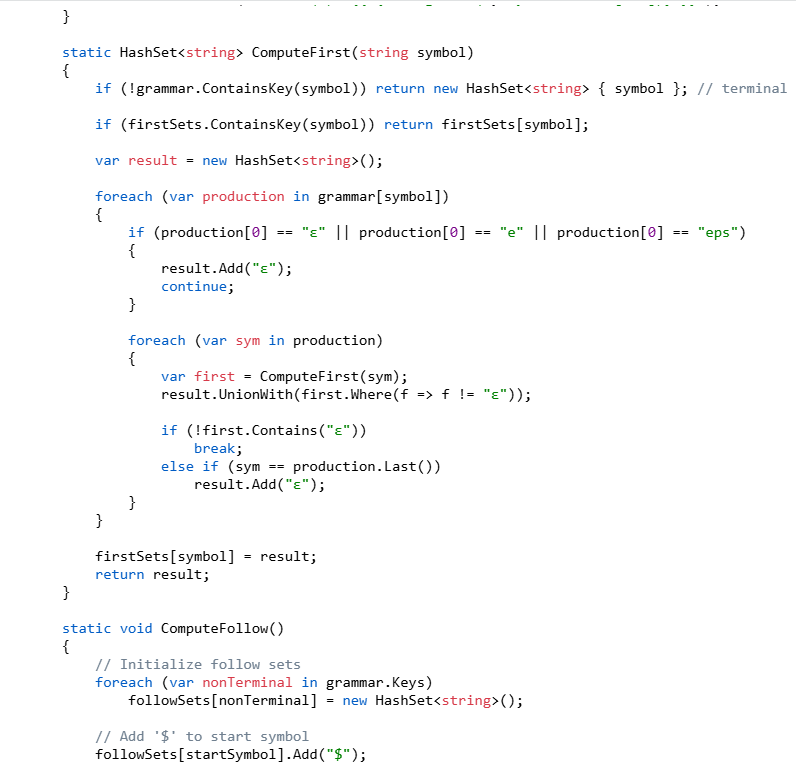 }
static HashSet<string> ComputeFirst(string symbol)
{
if (!grammar.ContainsKey(symbol)) return new HashSet<string> { symbol }; // terminal
if (firstSets.ContainsKey(symbol)) return firstSets[symbol];
var result = new HashSet<string>();
foreach (var production in grammar[symbol])
{
if (production[0] == "ε" || production[0] == "e" || production[0] == "eps")
{
result.Add("ε");
continue;
}
foreach (var sym in production)
{
var first = ComputeFirst(sym);
result.UnionWith(first.Where(f => f != "ε"));
if (!first.Contains("ε"))
break;
else if (sym == production.Last())
result.Add("ε");
}
}
firstSets[symbol] = result;
return result;
}
static void ComputeFollow()
{
// Initialize follow sets
foreach (var nonTerminal in grammar.Keys)
followSets[nonTerminal] = new HashSet<string>();
// Add '$' to start symbol
followSets[startSymbol].Add("$");